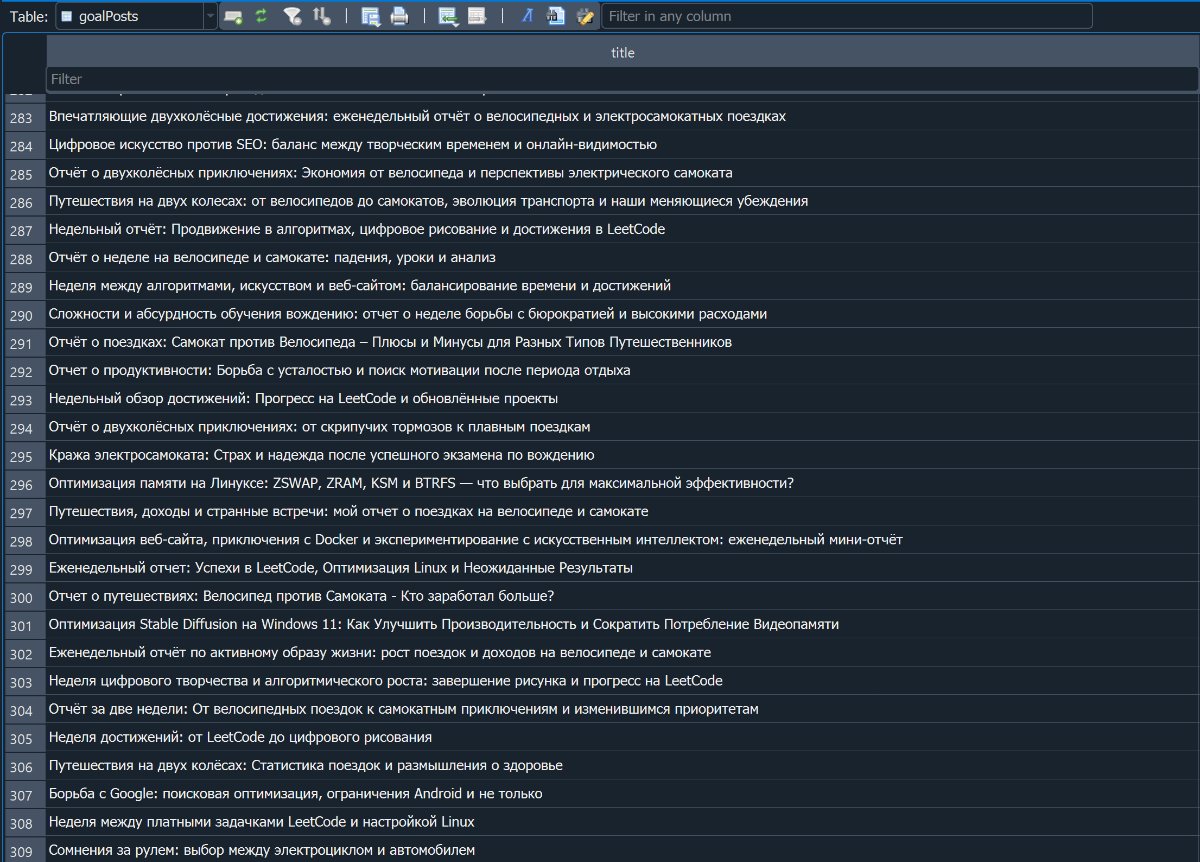 Table: goalPosts Filter in any column
title
Filter
283 Впечатляющие двухколёсные достижения: еженедельный отчёт о велосипедных и электросамокатных поездках
284 Цифровое искусство против SEO: баланс между творческим временем и онлайн-видимостью
285 Отчёт о двухколёсных приключениях: Экономия от велосипеда и перспективы электрического самоката
286 Путешествия на двух колесах: от велосипедов до самокатов, эволюция транспорта и наши меняющиеся убеждения
287 Недельный отчёт: Продвижение в алгоритмах, цифровое рисование и достижения в LeetCode
288 Отчёт о неделе на велосипеде и самокате: падения, уроки и анализ
289 Неделя между алгоритмами, искусством и веб-сайтом: балансирование времени и достижений
290 Сложности и абсурдность обучения вождению: отчет о неделе борьбы с бюрократией и высокими расходами
291 Отчёт о поездках: Самокат против Велосипеда – Плюсы и Минусы для Разных Типов Путешественников
292 Отчет о продуктивности: Борьба с усталостью и поиск мотивации после периода отдыха
293 Недельный обзор достижений: Прогресс на LeetCode и обновлённые проекты
294 Отчёт о двухколёсных приключениях: от скрипучих тормозов к плавным поездкам
295 Кража электросамоката: Страх и надежда после успешного экзамена по вождению
296 Оптимизация памяти на Линуксе: ZSWAP, ZRAM, KSM и BTRFS — что выбрать для максимальной эффективности?
297 Путешествия, доходы и странные встречи: мой отчет о поездках на велосипеде и самокате
298 Оптимизация веб-сайта, приключения с Docker и экспериментирование с искусственным интеллектом: еженедельный мини-отчёт
299 Еженедельный отчет: Успехи в LeetCode, Оптимизация Linux и Неожиданные Результаты
300 Отчет о путешествиях: Велосипед против Самоката - Кто заработал больше?
301 Оптимизация Stable Diffusion на Windows 11: Как Улучшить Производительность и Сократить Потребление Видеопамяти
302 Еженедельный отчёт по активному образу жизни: рост поездок и доходов на велосипеде и самокате
303 Неделя цифрового творчества и алгоритмического роста: завершение рисунка и прогресс на LeetCode
304 Отчёт за две недели: От велосипедных поездок к самокатным приключениям и изменившимся приоритетам
305 Неделя достижений: от LeetCode до цифрового рисования
306 Путешествия на двух колёсах: Статистика поездок и размышления о здоровье
307 Борьба с Google: поисковая оптимизация, ограничения Android и не только
308 Неделя между платными задачками LeetCode и настройкой Linux
309 Сомнения за рулем: выбор между электроциклом и автомобилем